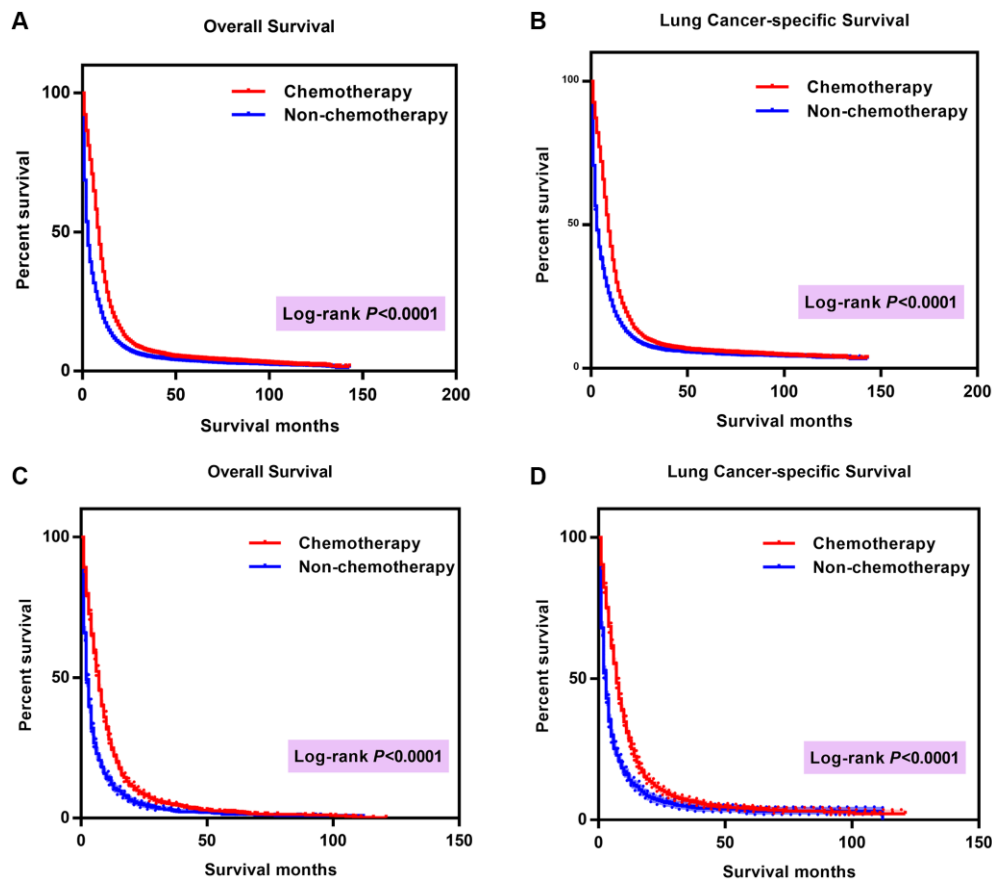 A
Overall Survival
100
50
0
Percent survival
Chemotherapy
Non-chemotherapy
Log-rank P<0.0001
0 50 100 150 200
Survival months
B
Lung Cancer-specific Survival
100
50
0
Percent survival
Chemotherapy
Non-chemotherapy
Log-rank P<0.0001
0 50 100 150 200
Survival months
C
Overall Survival
100
50
0
Percent survival
Chemotherapy
Non-chemotherapy
Log-rank P<0.0001
0 50 100 150
Survival months
D
Lung Cancer-specific Survival
100
50
0
Percent survival
Chemotherapy
Non-chemotherapy
Log-rank P<0.0001
0 50 100 150
Survival months